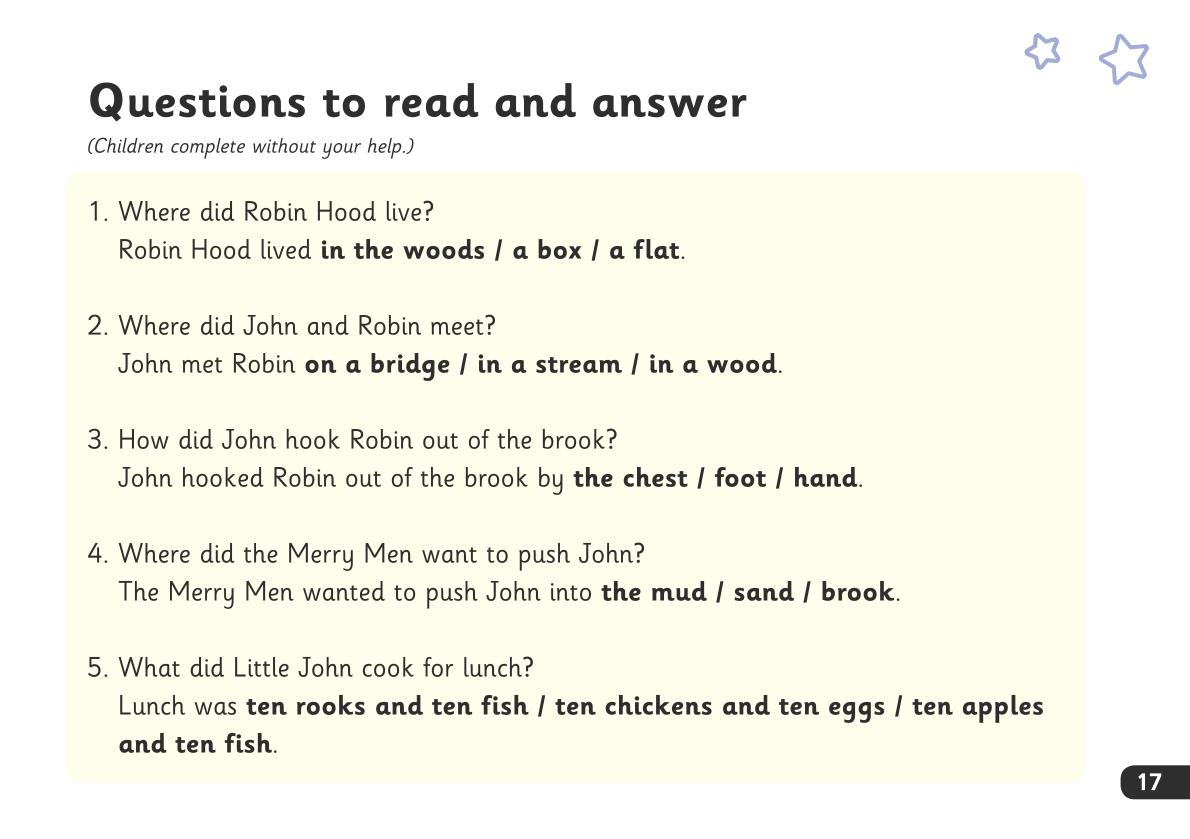 Questions to read and answer
(Children complete without your help.)
1. Where did Robin Hood live?
Robin Hood lived in the woods / a box / a flat.
2. Where did John and Robin meet?
John met Robin on a bridge / in a stream / in a wood.
3. How did John hook Robin out of the brook?
John hooked Robin out of the brook by the chest / foot / hand.
4. Where did the Merry Men want to push John?
The Merry Men wanted to push John into the mud / sand / brook.
5. What did Little John cook for lunch?
Lunch was ten rooks and ten fish / ten chickens and ten eggs / ten apples
and ten fish.
17